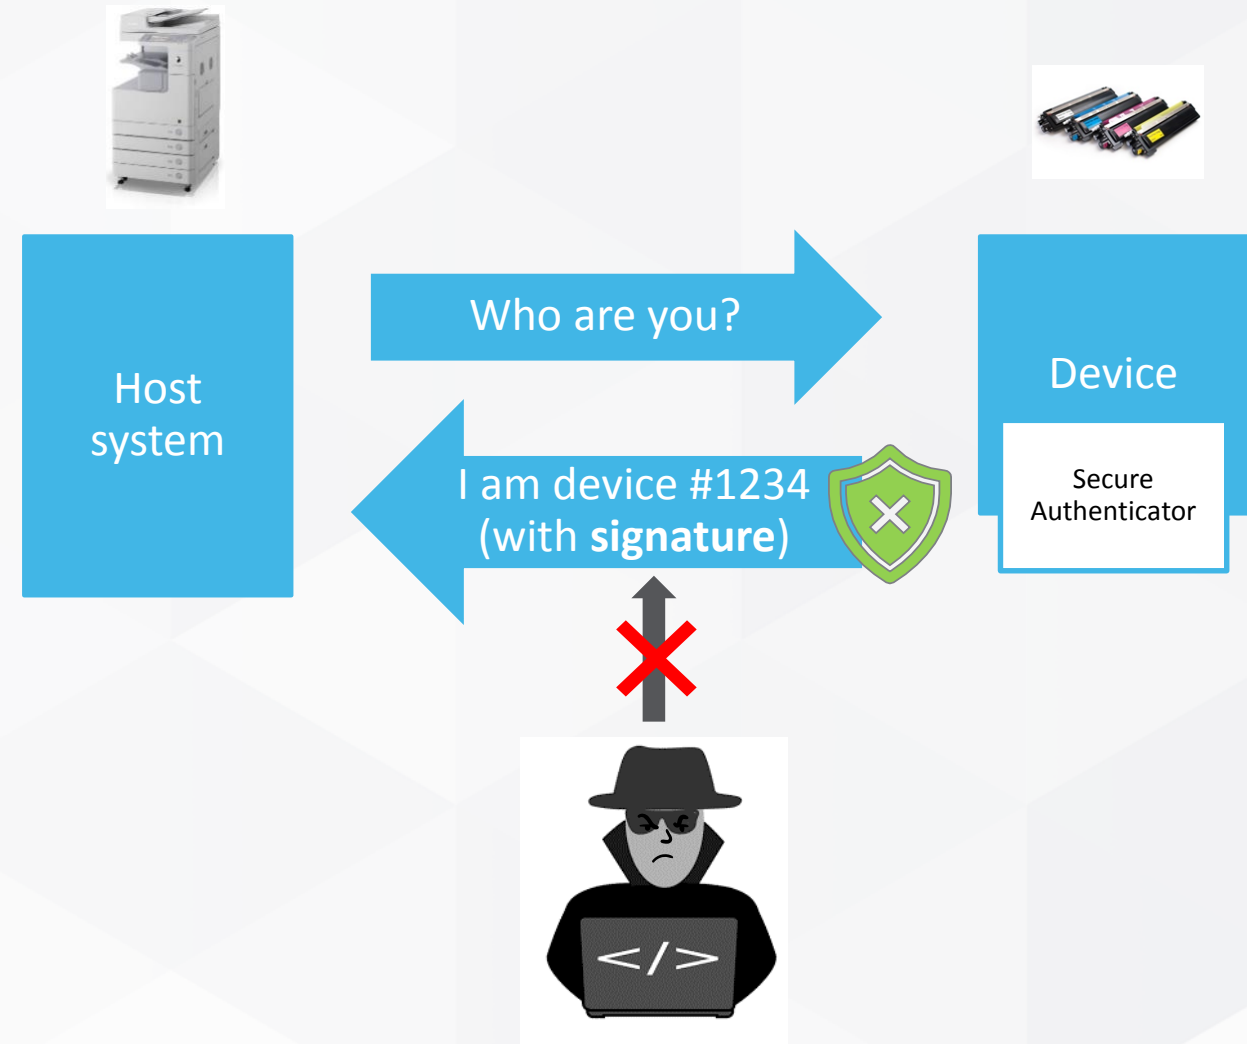 Who are you?
Host
system
Device
I am device #1234
(with signature)
Secure
Authenticator
</>